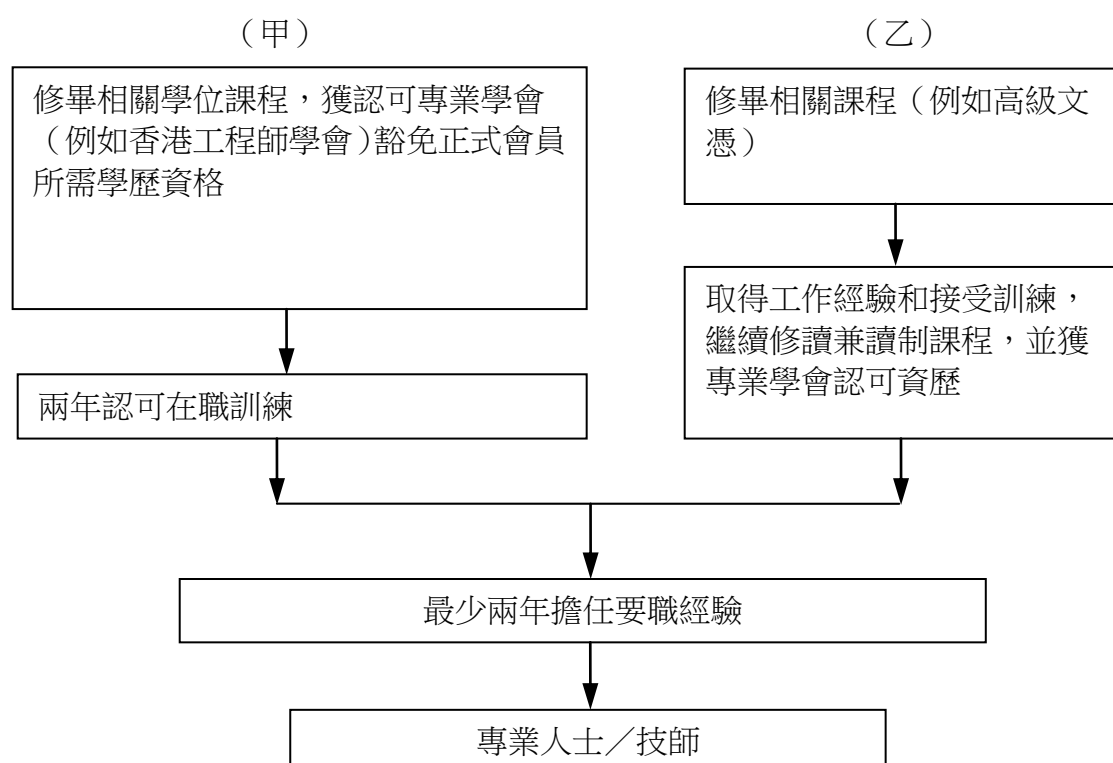 （甲）
修畢相關學位課程，獲認可專業學會
（例如香港工程師學會）豁免正式會員
所需學歷資格
兩年認可在職訓練
（乙）
修畢相關課程（例如高級文
憑）
取得工作經驗和接受訓練，
繼續修讀兼讀制課程，並獲
專業學會認可資歷
最少兩年擔任要職經驗
專業人士／技師